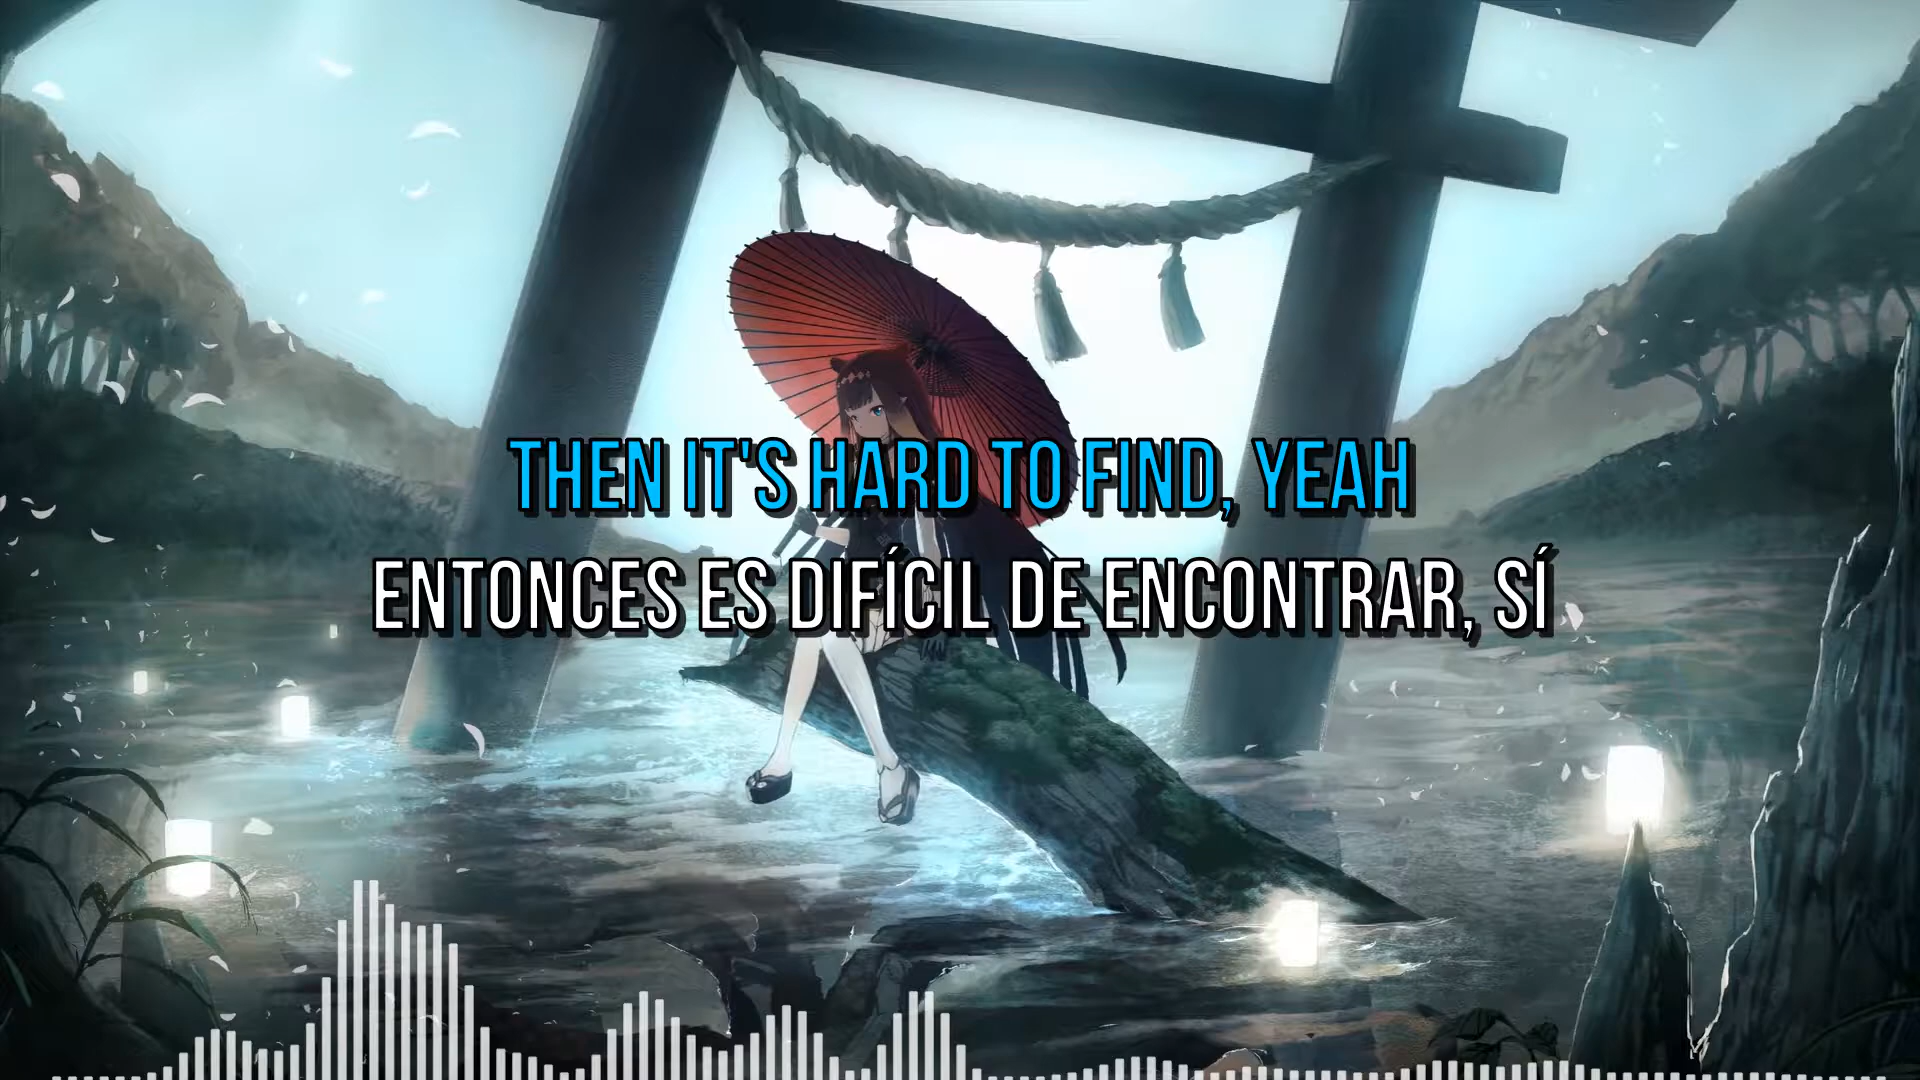 THEN IT'S HARD TO FIND, YEAH
ENTONCES ES DIFÍCIL DE ENCONTRAR, SÍ